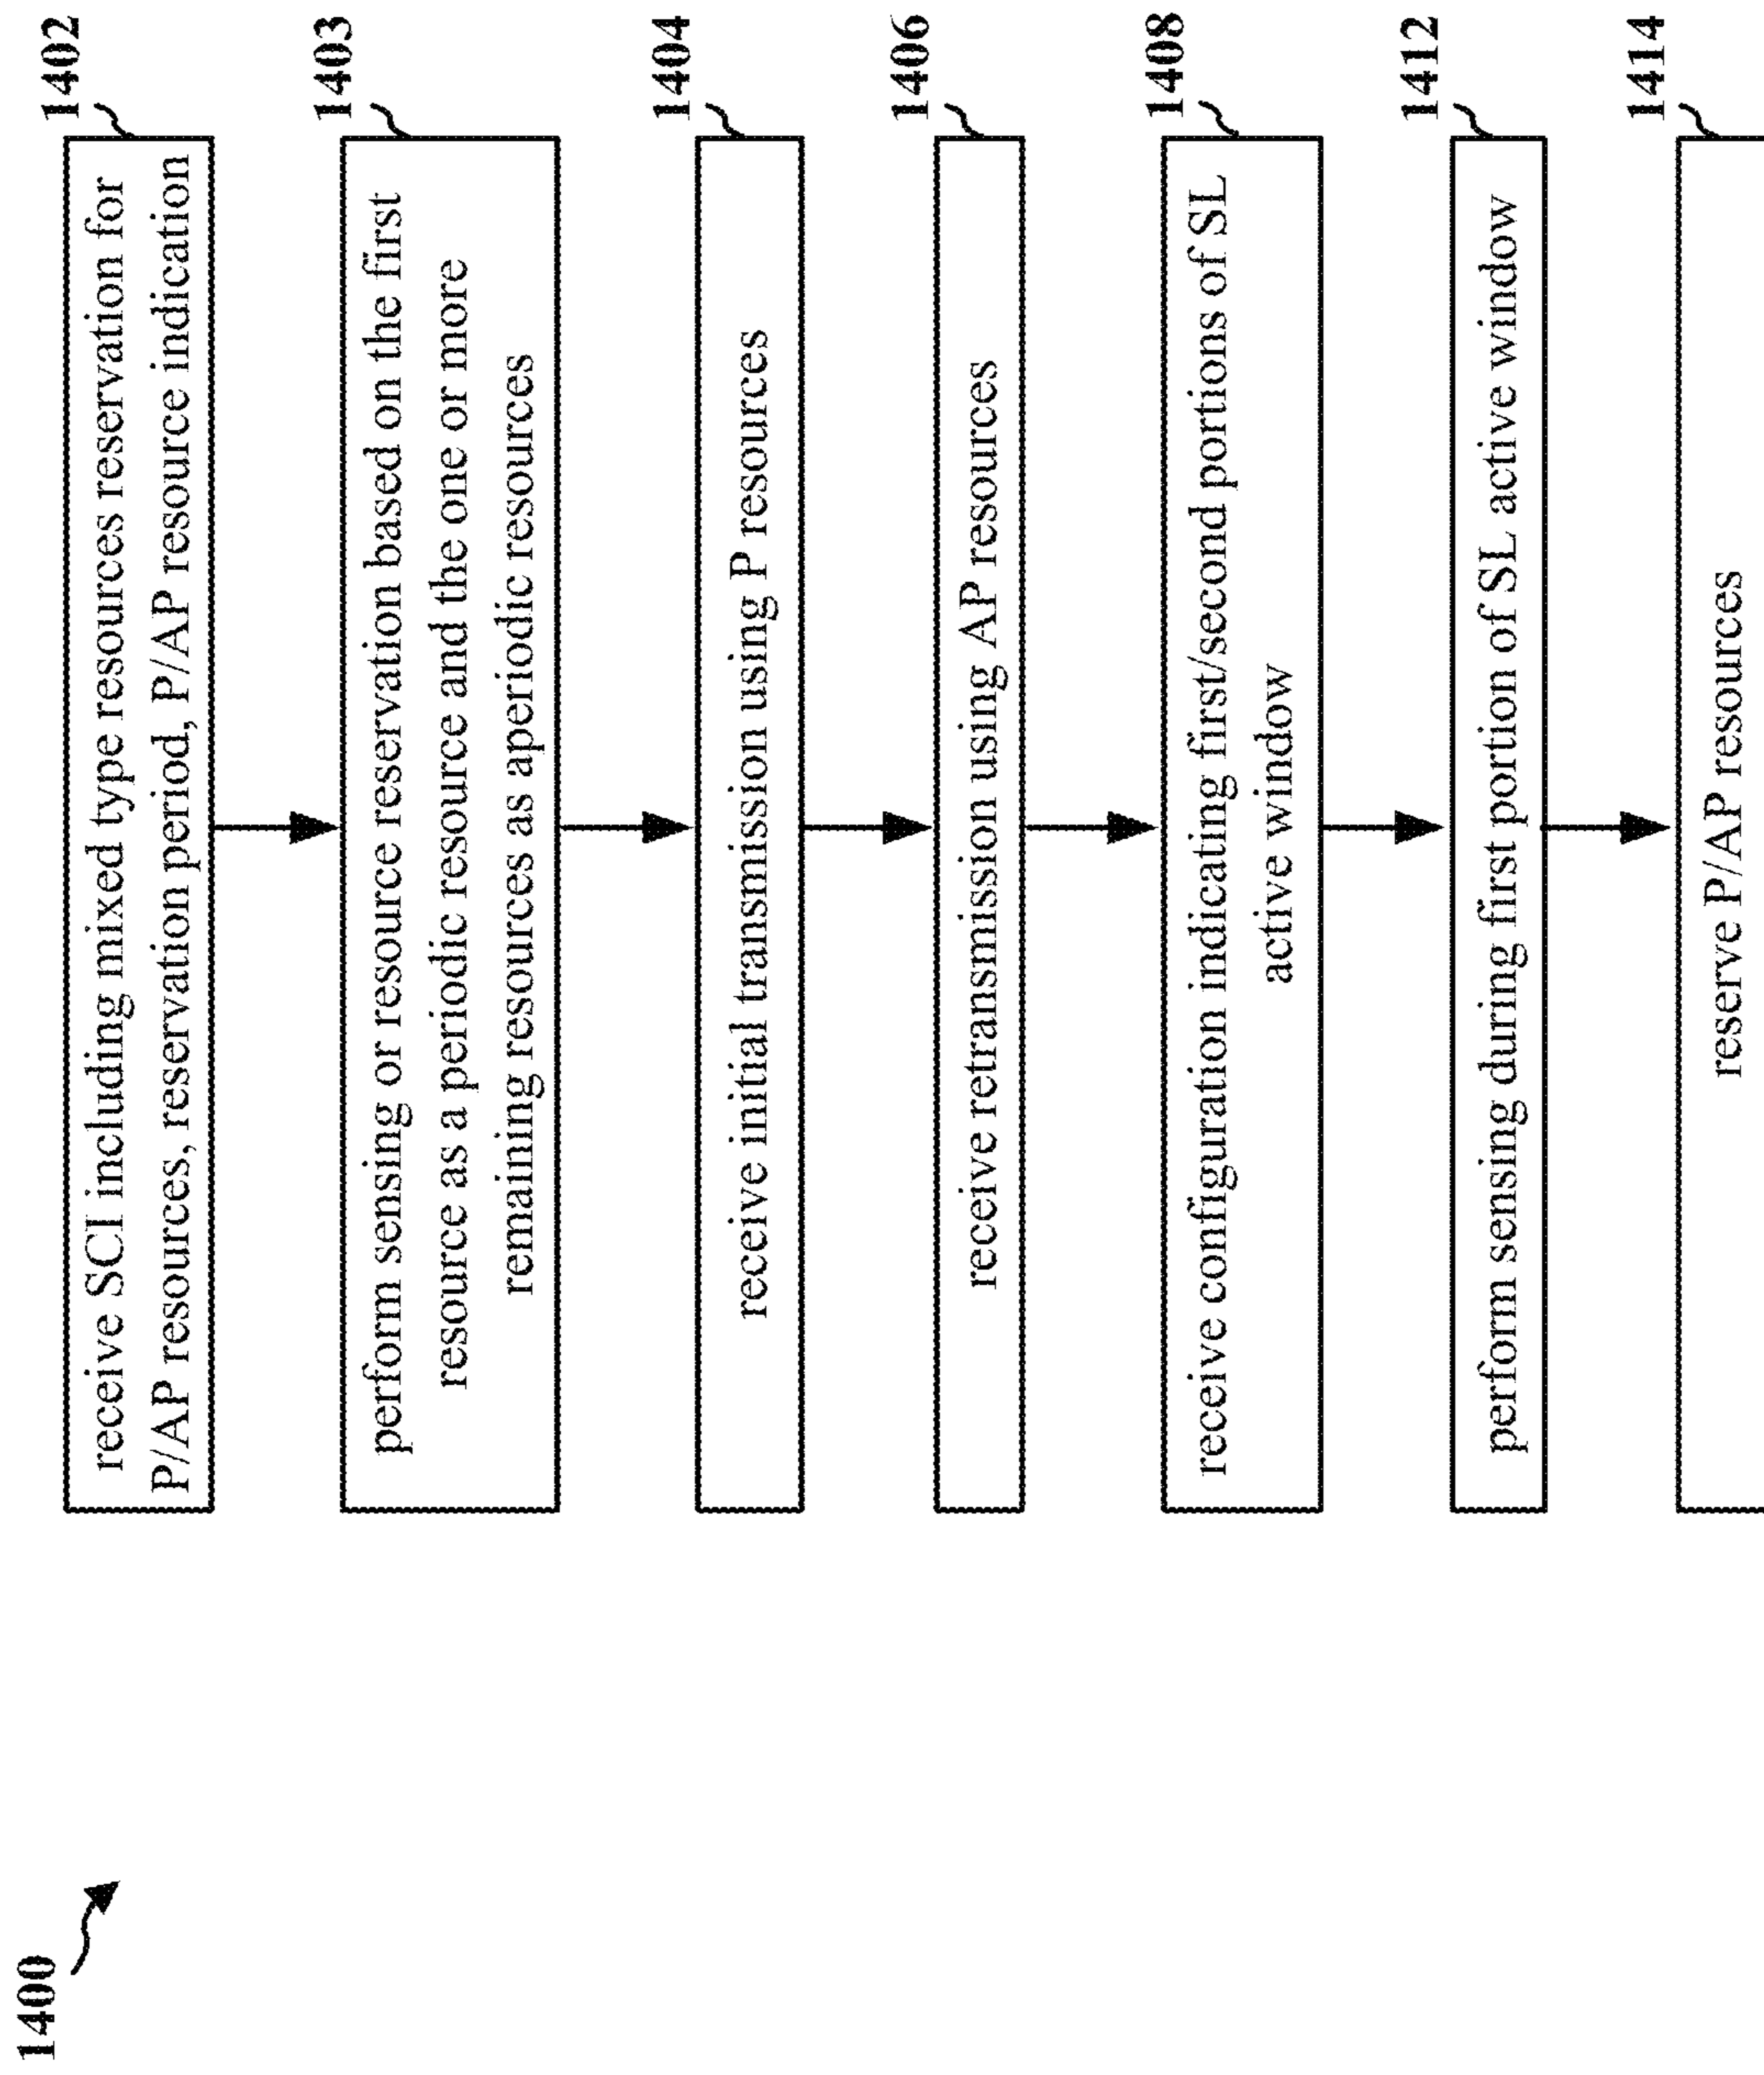 1400
1402
receive SCI including mixed type resources reservation for
P/AP resources, reservation period, P/AP resource indication
1403
perform sensing or resource reservation based on the first
resource as a periodic resource and the one or more
remaining resources as aperiodic resources
1404
receive initial transmission using P resources
1406
receive retransmission using AP resources
1408
receive configuration indicating first/second portions of SL
active window
1412
perform sensing during first portion of SL active window
1414
reserve P/AP resources